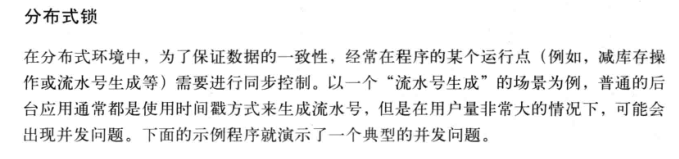 分布式锁
在分布式环境中，为了保证数据的一致性，经常在程序的某个运行点（例如，减库存操
作或流水号生成等）需要进行同步控制。以一个“流水号生成”的场景为例，普通的后
台应用通常都是使用时间戳方式来生成流水号，但是在用户量非常大的情况下，可能会
出现并发问题。下面的示例程序就演示了一个典型的并发问题。